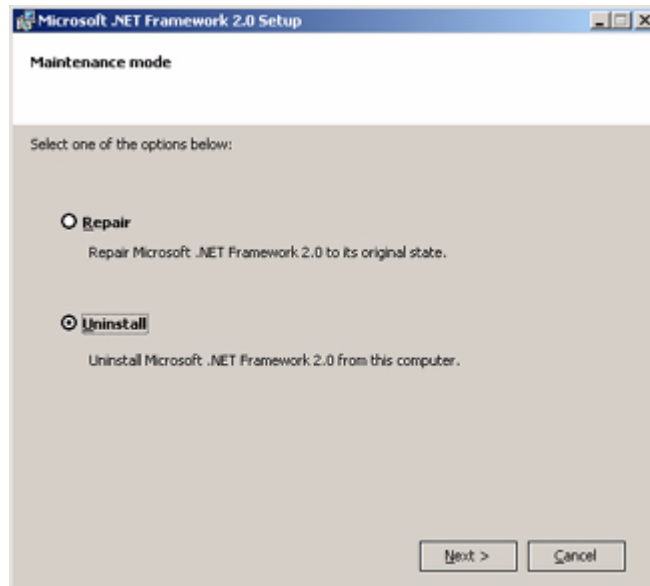 Microsoft .NET Framework 2.0 Setup
Maintenance mode
Select one of the options below:
Repair
Repair Microsoft .NET Framework 2.0 to its original state.
Uninstall
Uninstall Microsoft .NET Framework 2.0 from this computer.
Next > Cancel